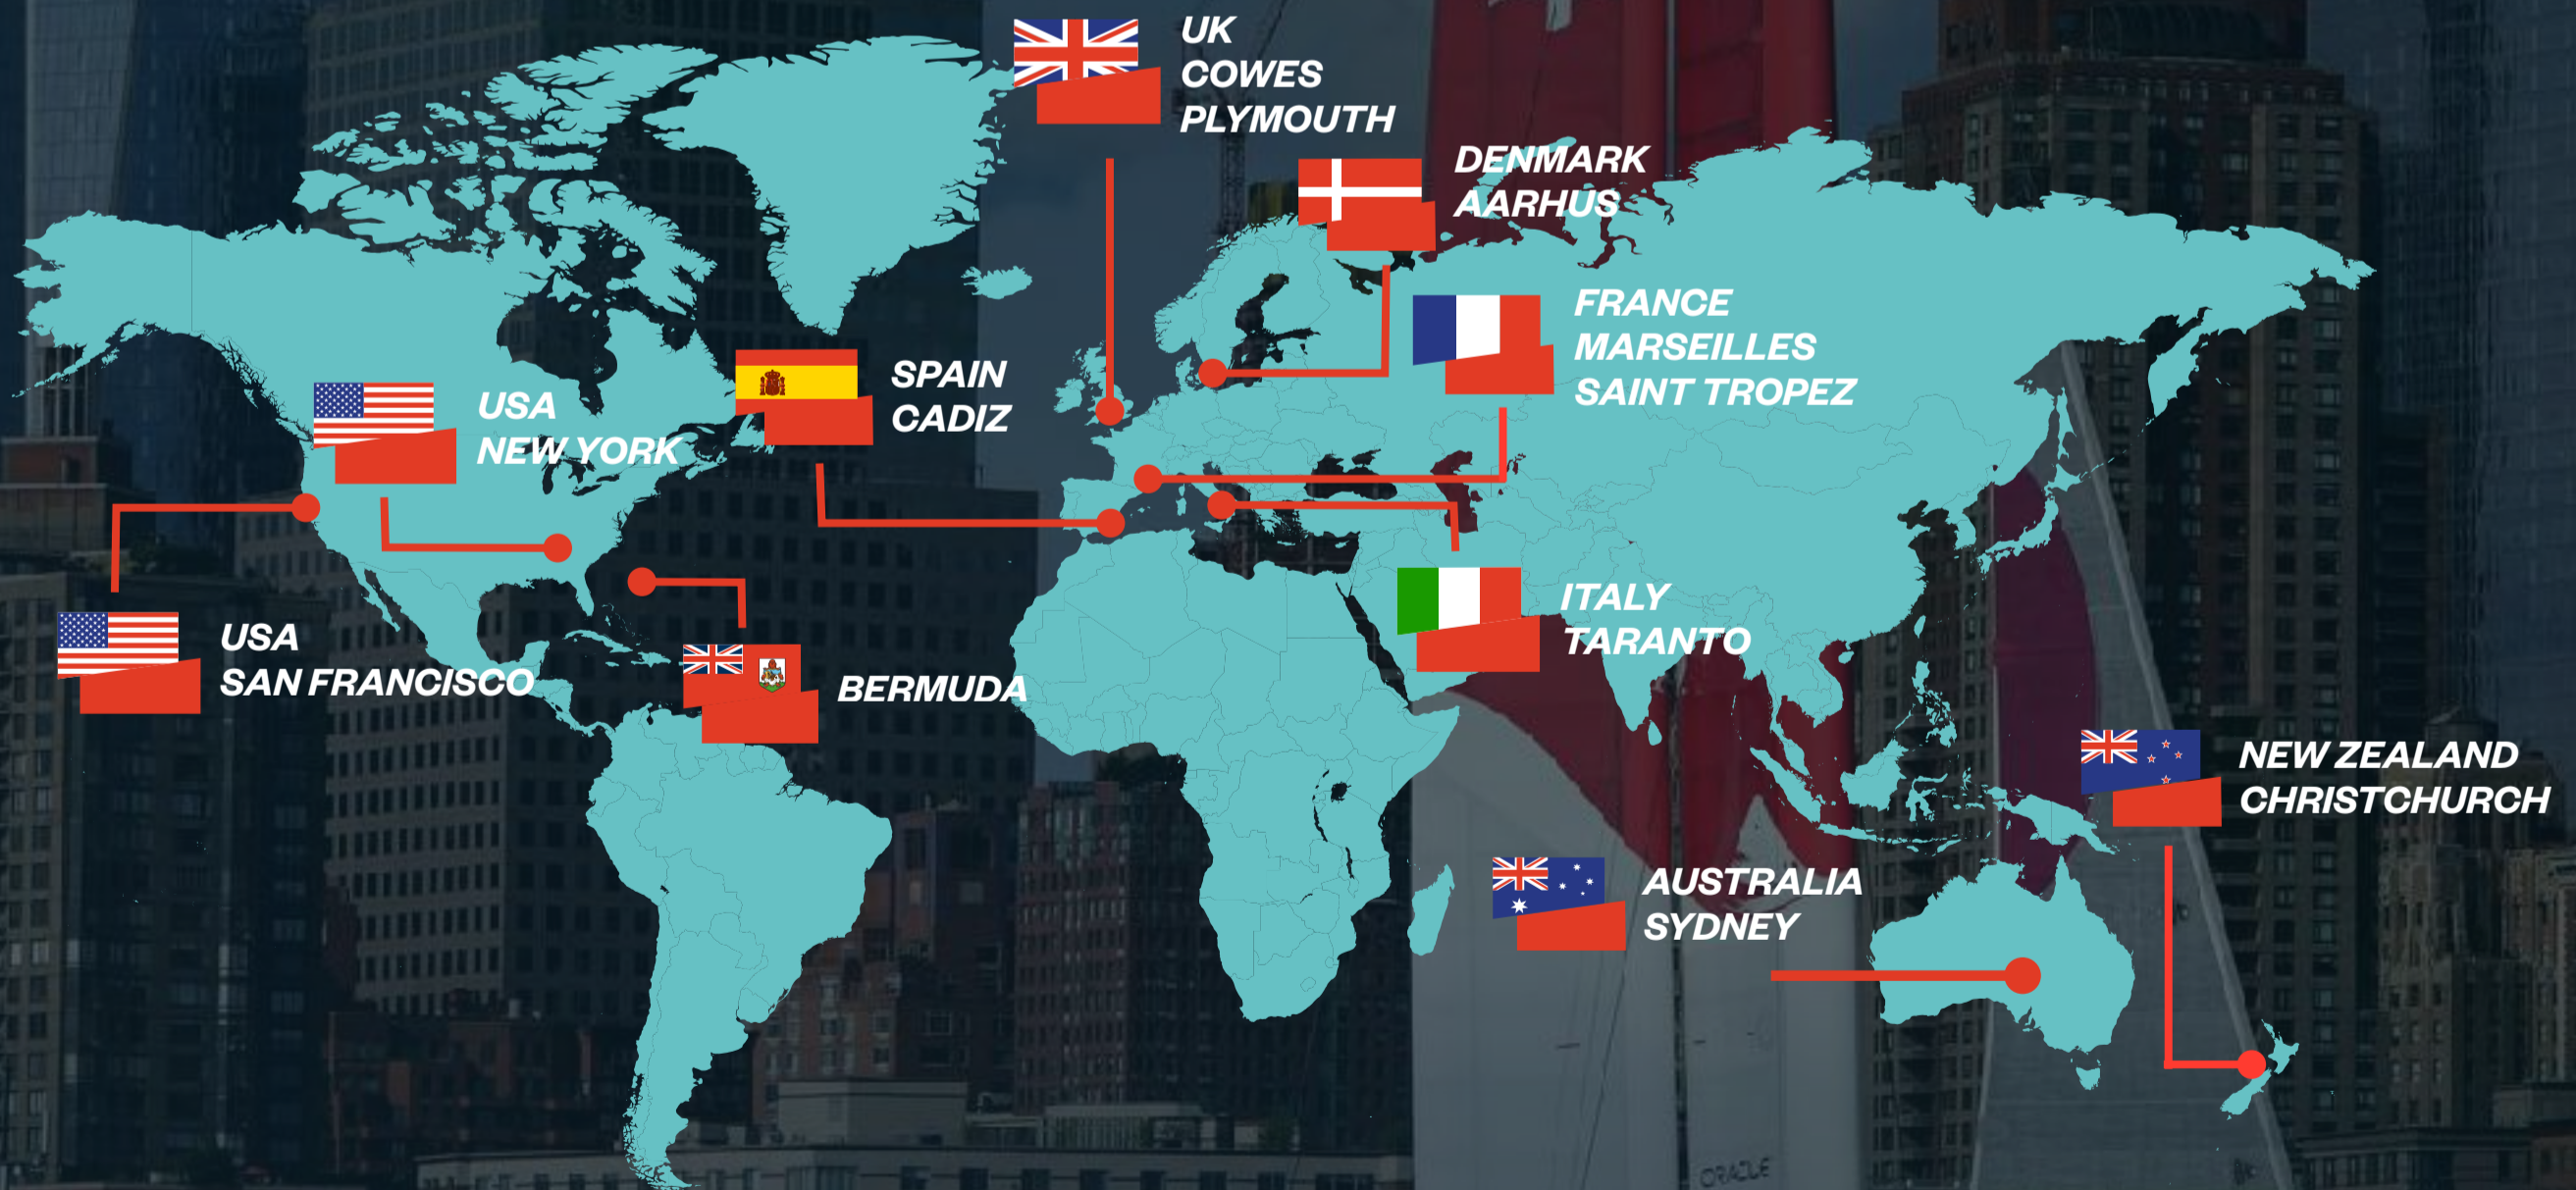 UK
COWES
PLYMOUTH
DENMARK
AARHUS
FRANCE
MARSEILLES
SAINT TROPEZ
SPAIN
CADIZ
USA
NEW YORK
USA
SAN FRANCISCO
BERMUDA
ITALY
TARANTO
NEW ZEALAND
CHRISTCHURCH
AUSTRALIA
SYDNEY
ORACLE